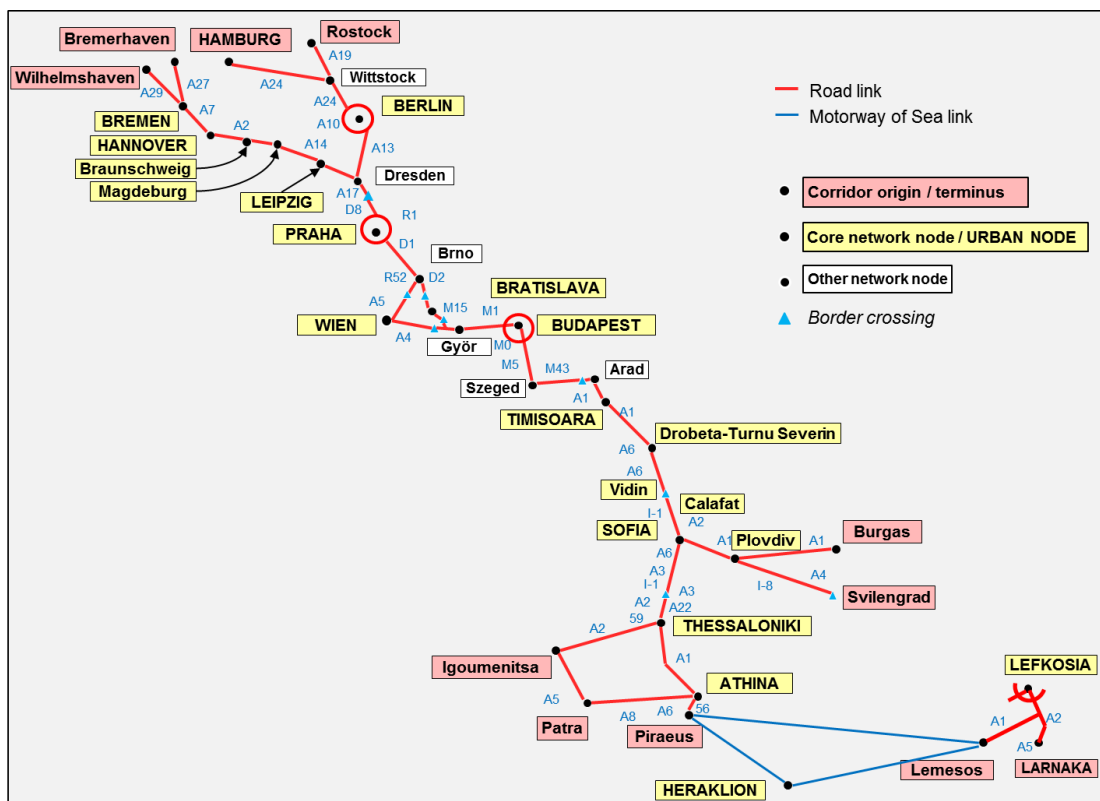 Rostock
Bremerhaven
HAMBURG
A19
Wilhelmshaven
A27
A29
A24
Wittstock
A24
BERLIN
A7
A10
BREMEN
A2
HANNOVER
A14
A13
Braunschweig
Dresden
Magdeburg
A17
LEIPZIG
D8
R1
PRAHA
D1
Brno
R52
D2
BRATISLAVA
A5
M15
M1
WIEN
A4
BUDAPEST
Györ
M0
M5
M43
Arad
Szeged
A1
TIMISOARA
A1
Drobeta-Turnu Severin
A6
A6
Vidin
Calafat
I-1
A2
SOFIA
A1
Plovdiv
A1
Burgas
A6
A3
I-1
I-8
A4
Svilengrad
A3
A2
A22
59
THESSALONIKI
A2
Igoumenitsa
A1
LEFKOSIA
ATHINA
A5
A6
56
A8
Patra
Piraeus
A1
A2
A5
Lemesos
LARNAKA
HERAKLION
Road link
Motorway of Sea link
Corridor origin / terminus
Core network node / URBAN NODE
Other network node
Border crossing